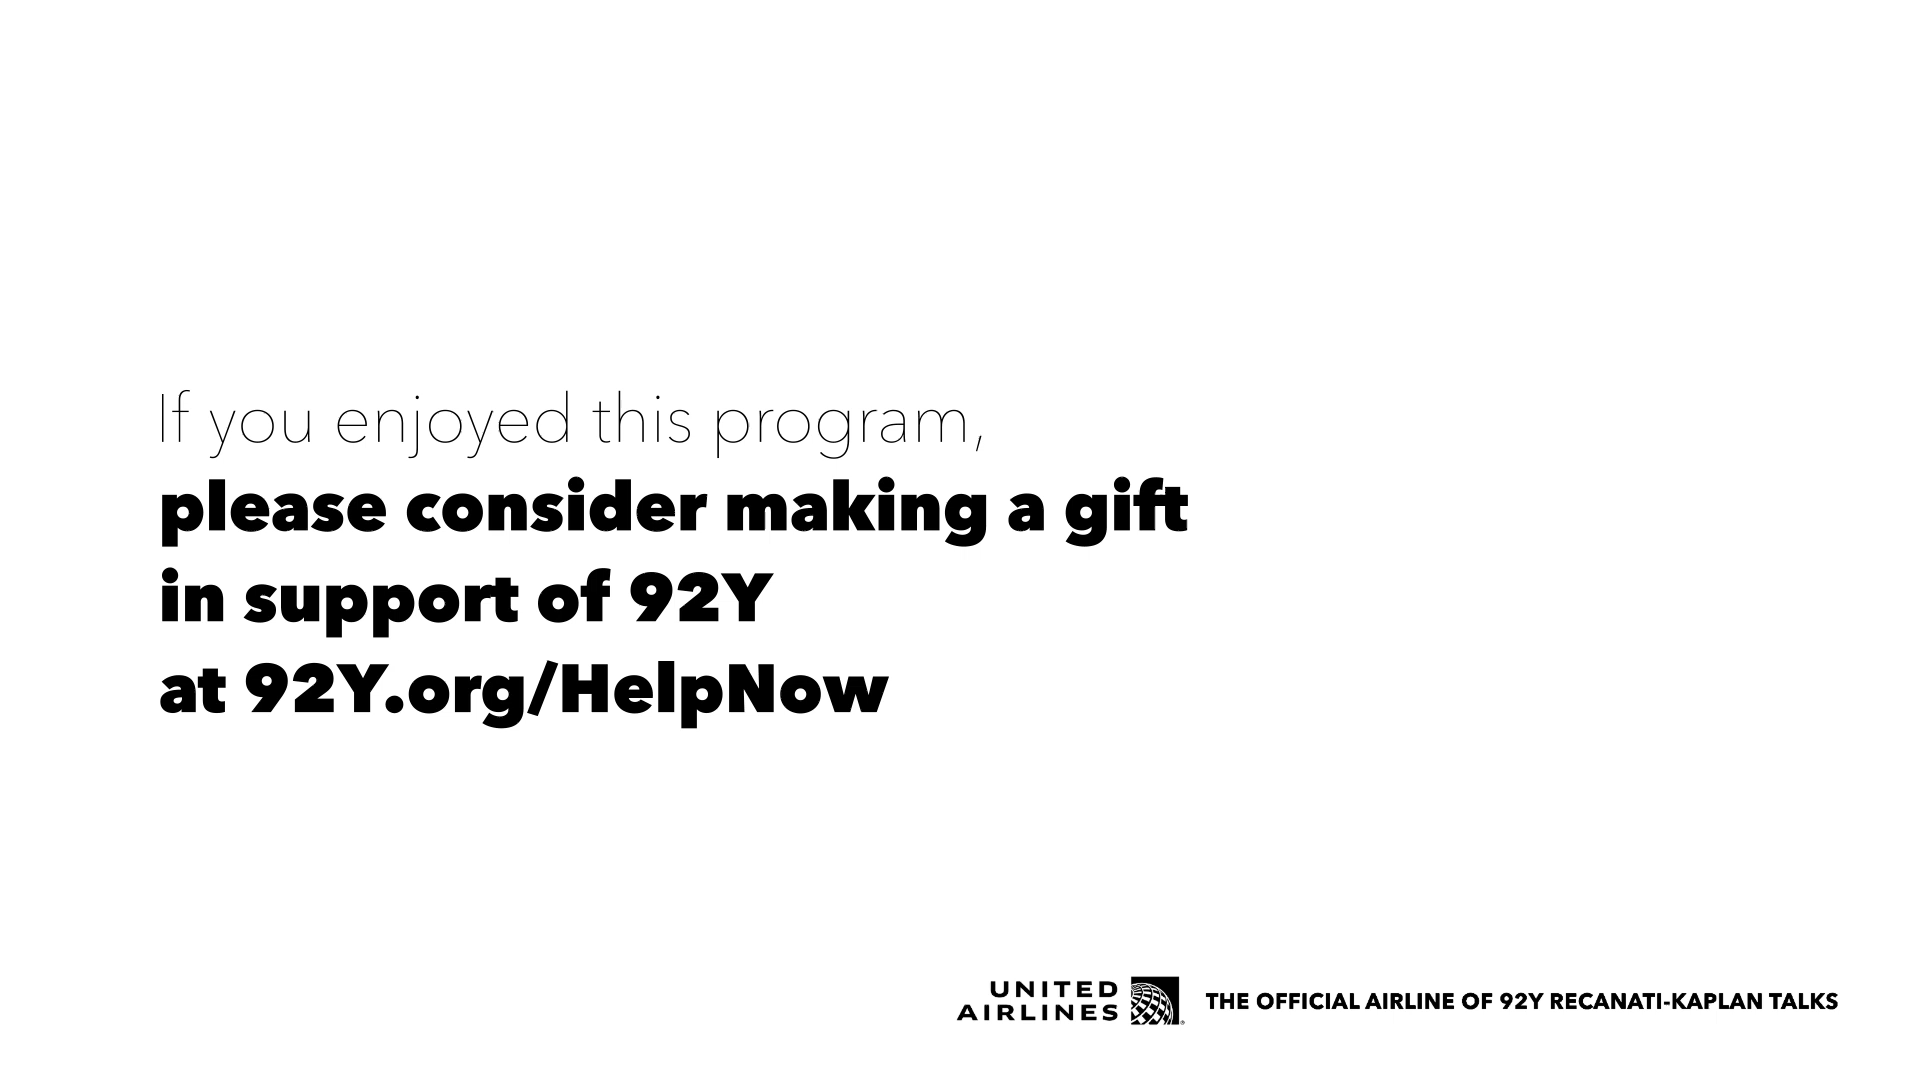 If you enjoyed this program,
please consider making a gift
in support of 92Y
at 92Y.org/HelpNow
UNITED
AIRLINES
THE OFFICIAL AIRLINE OF 92Y RECANATI-KAPLAN TALKS